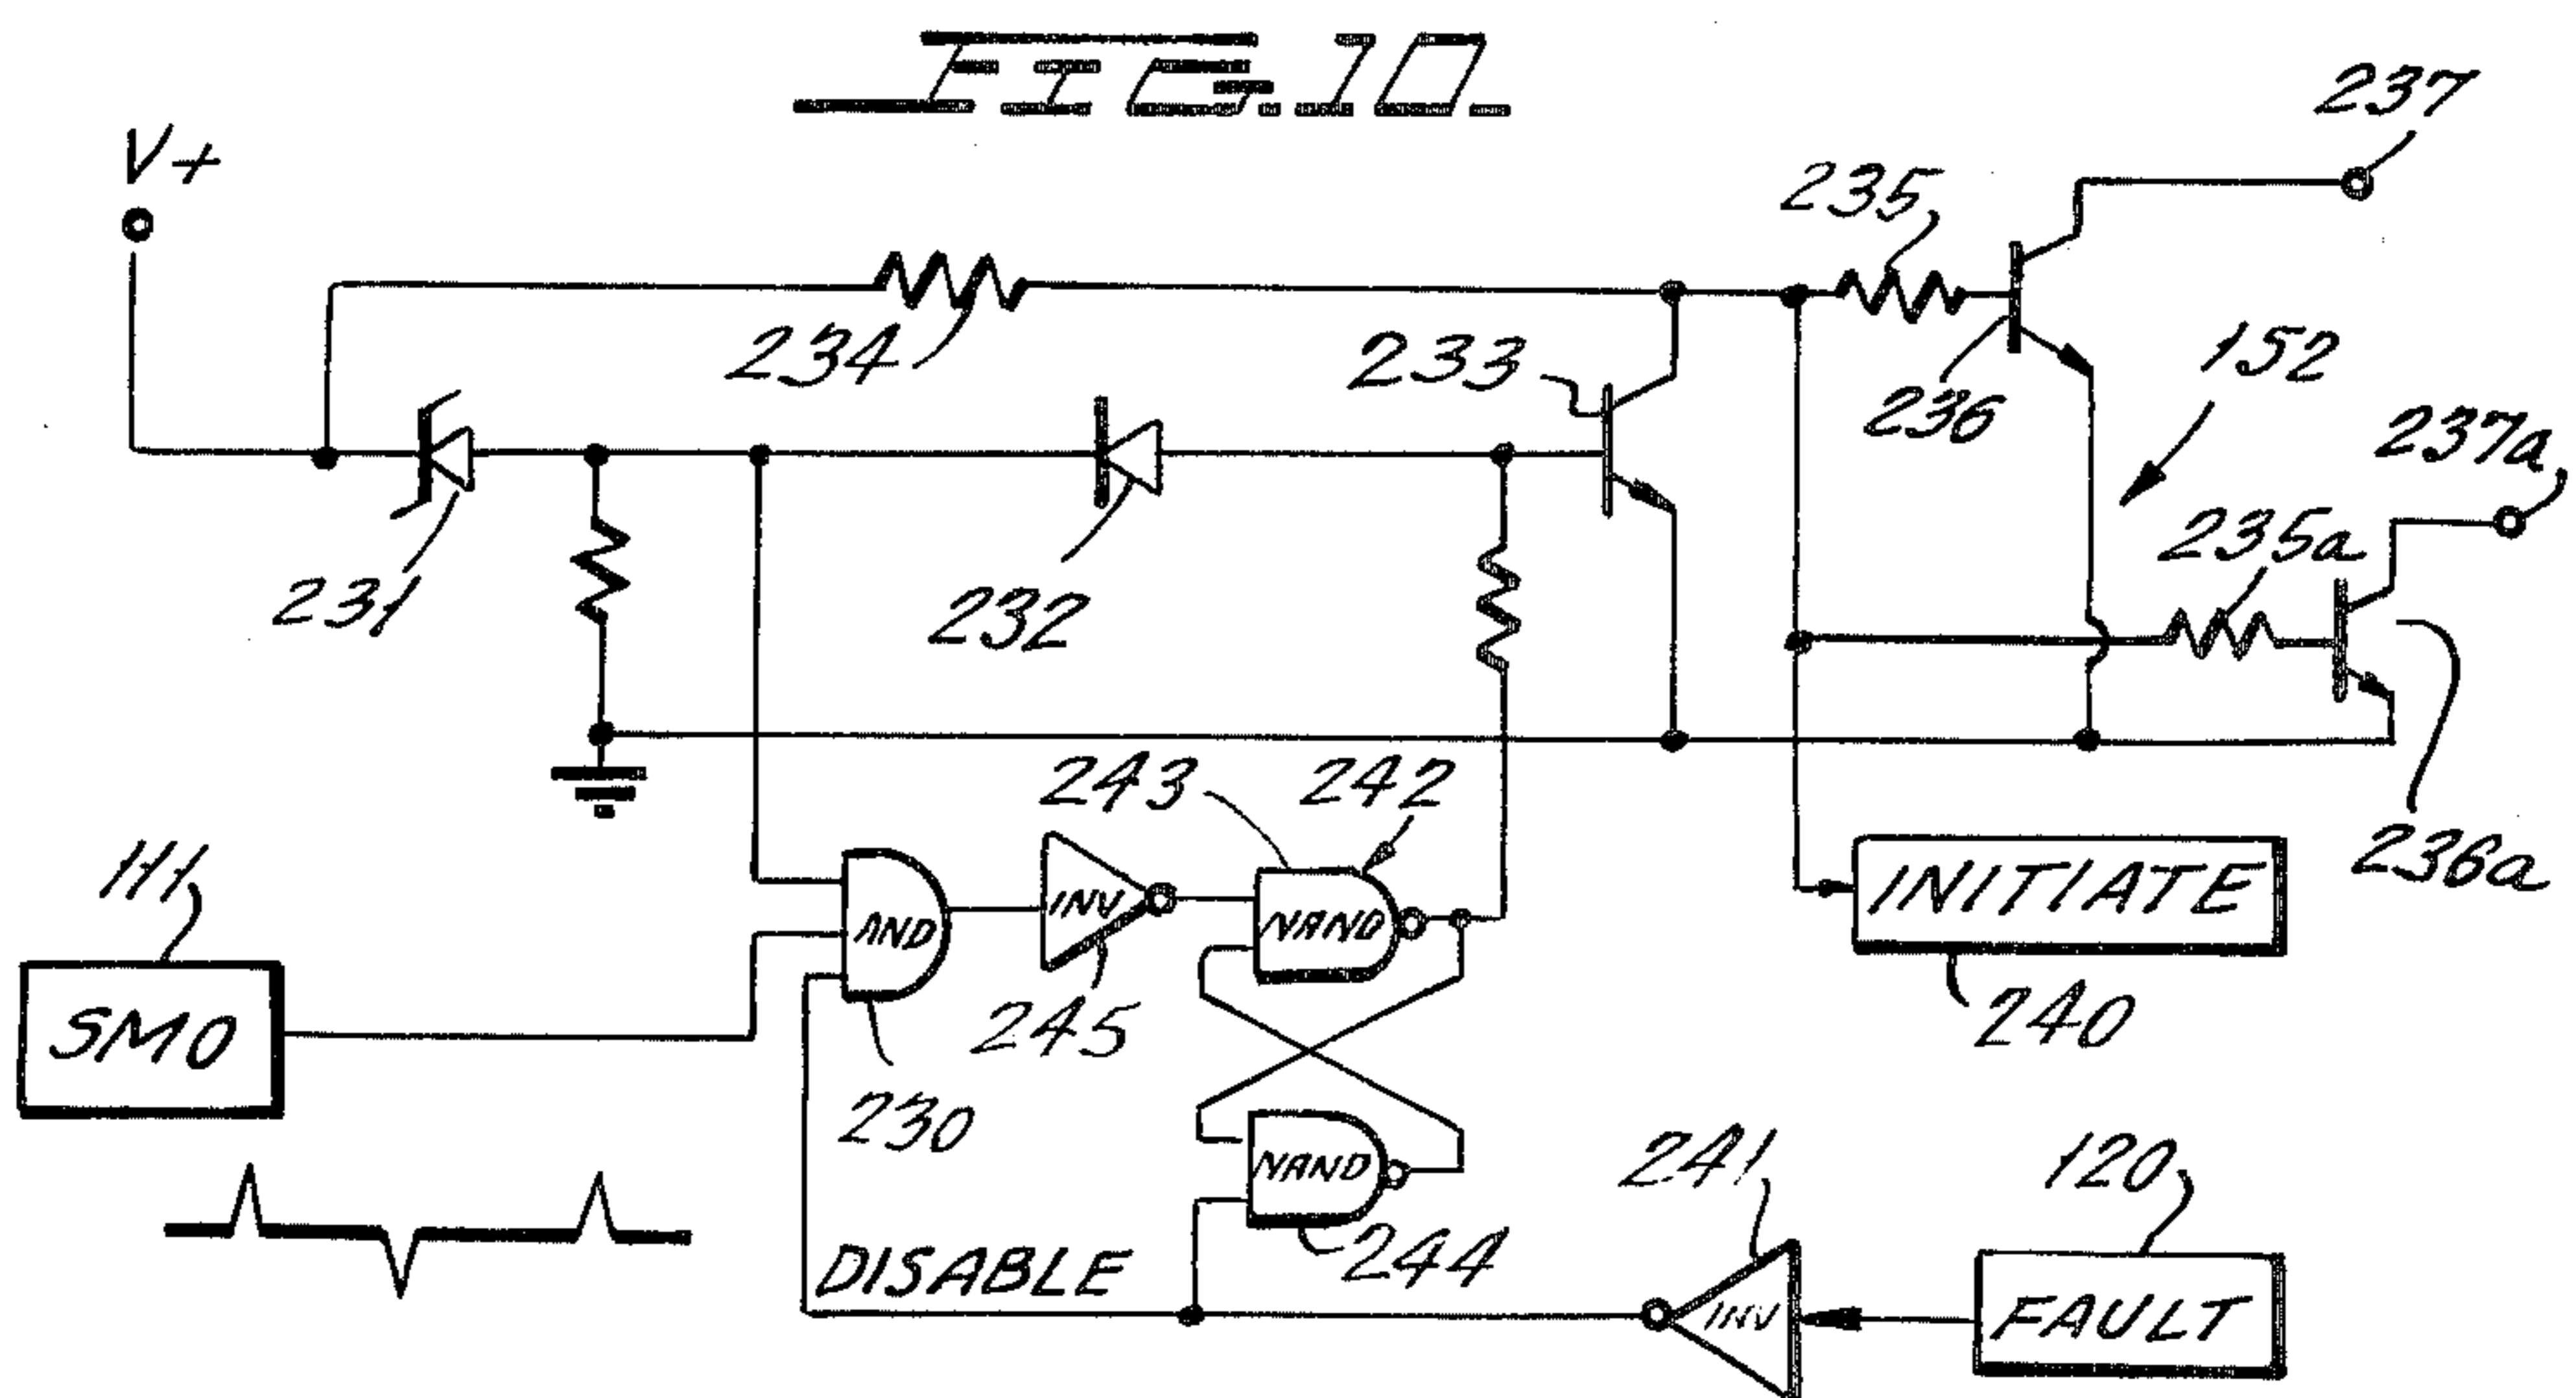 FIG. 10.
V+
237
235
234
233
236
152
237a
231
232
235a
243
242
236a
111
INV
AND
NAND
INITIATE
SMO
245
240
230
NAND
241
120
244
DISABLE
INV
FAULT